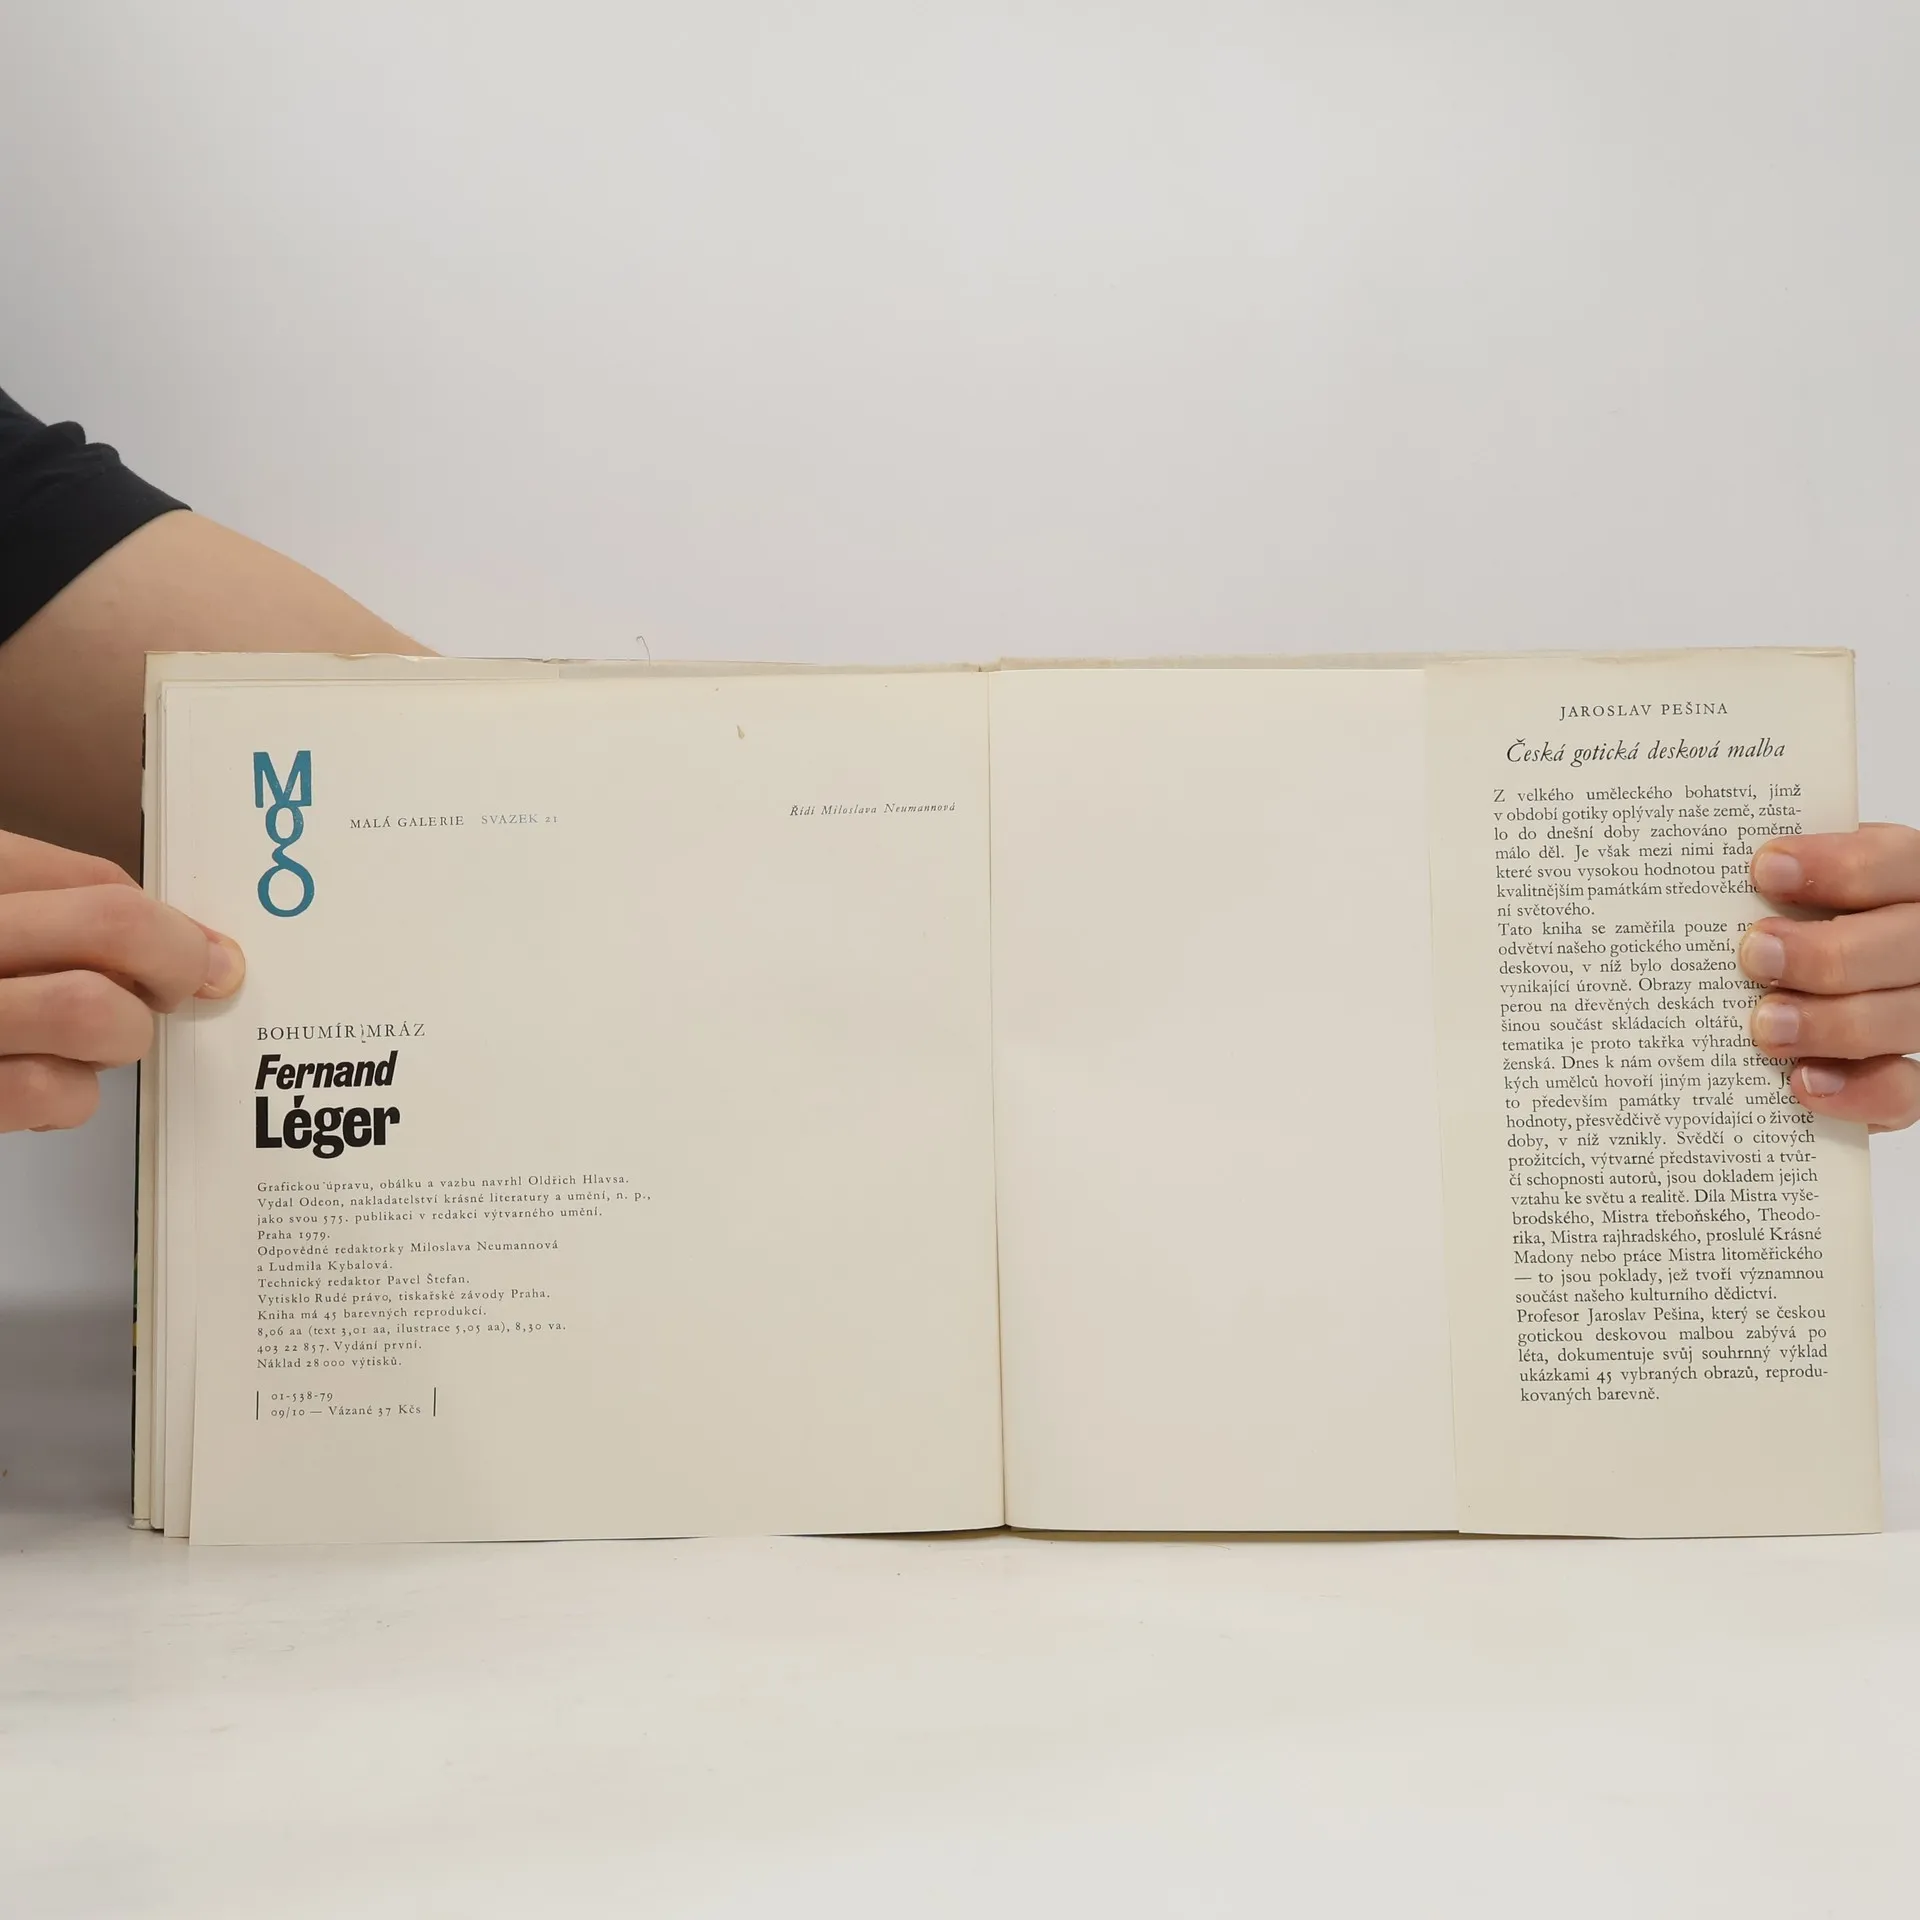 MgO
MALÁ GALERIE SVAZEK 21
Řídí Miloslava Neumannová
BOHUMÍR MRÁZ
Fernand
Léger
Grafickou úpravu, obálku a vazbu navrhl Oldřich Hlavsa.
Vydal Odeon, nakladatelství krásné literatury a umění, n. p.,
jako svou 575. publikaci v redakci výtvarného umění.
Praha 1979.
Odpovědné redaktorky Miloslava Neumannová
a Ludmila Kybalová.
Technický redaktor Pavel Štefan.
Vytisklo Rudé právo, tiskařské závody Praha.
Kniha má 45 barevných reprodukcí.
8,06 aa (text 3,01 aa, ilustrace 5,05 aa), 8,30 va.
403 22 857. Vydání první.
Náklad 28 000 výtisků.
01-538-79
09/10 — Vázané 37 Kčs
JAROSLAV PEŠINA
Česká gotická desková malba
Z velkého uměleckého bohatství, jímž
v období gotiky oplývaly naše země, zůsta-
lo do dnešní doby zachováno poměrně
málo děl. Je však mezi nimi řada
které svou vysokou hodnotou patř
kvalitnějším památkám středověkéh
ní světového.
Tato kniha se zaměřila pouze na
odvětví našeho gotického umění,
deskovou, v níž bylo dosaženo
vynikající úrovně. Obrazy malované
perou na dřevěných deskách tvoři
šinou součást skládacích oltářů,
tematika je proto takřka výhradně
ženská. Dnes k nám ovšem díla středov
kých umělců hovoří jiným jazykem. Js
to především památky trvalé umělec
hodnoty, přesvědčivě vypovídající o životě
doby, v níž vznikly. Svědčí o citových
prožitcích, výtvarné představivosti a tvůr-
čí schopnosti autorů, jsou dokladem jejich
vztahu ke světu a realitě. Díla Mistra vyše-
brodského, Mistra třeboňského, Theodo-
rika, Mistra rajhradského, proslulé Krásné
Madony nebo práce Mistra litoměřického
— to jsou poklady, jež tvoří významnou
součást našeho kulturního dědictví.
Profesor Jaroslav Pešina, který se českou
gotickou deskovou malbou zabývá po
léta, dokumentuje svůj souhrnný výklad
ukázkami 45 vybraných obrazů, reprodu-
kovaných barevně.